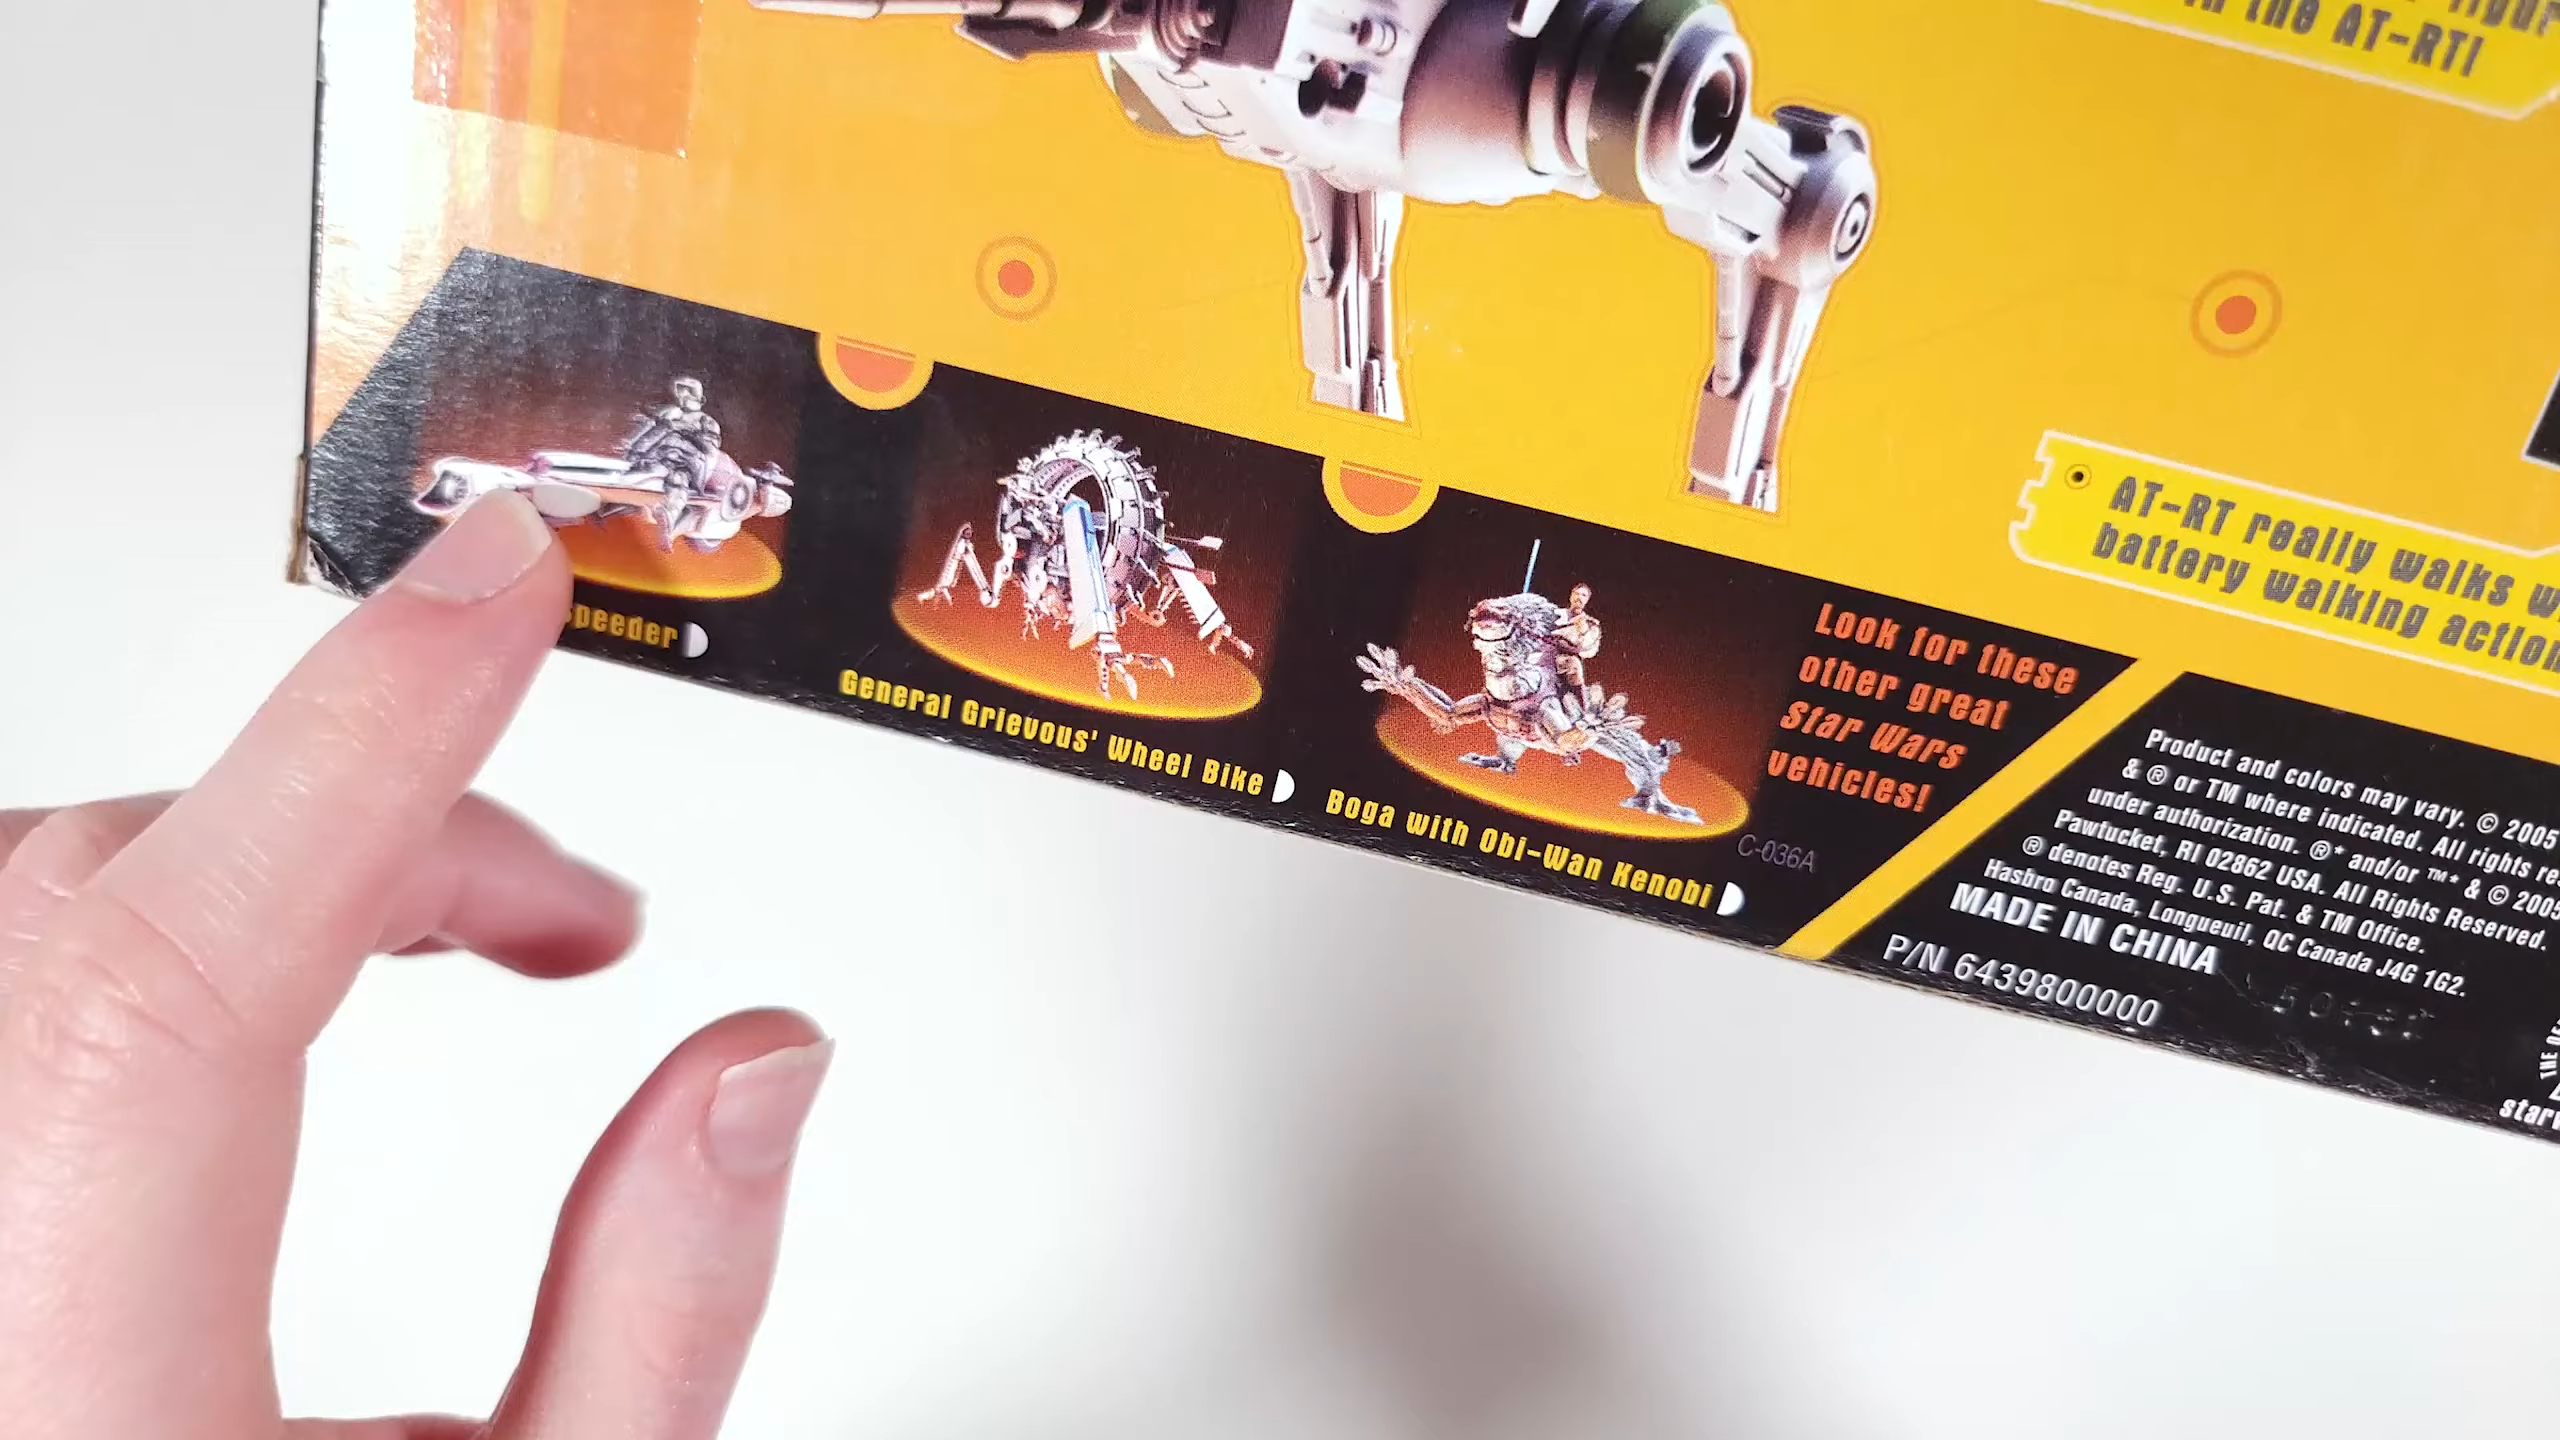 in the AT-RT!
AT-RT really walks
battery walking action
speeder
General Grievous' Wheel Bike
Boga with Obi-Wan Kenobi
Look for these
other great
Star Wars
vehicles!
C-036A
Product and colors may vary. © 2005
& ® or TM where indicated. All rights
under authorization. ®* and/or ™* & © 2005
Pawtucket, RI 02862 USA. All Rights Reserved.
® denotes Reg. U.S. Pat. & TM Office.
Hasbro Canada, Longueuil, QC Canada J4G 1G2.
MADE IN CHINA
P/N 6439800000